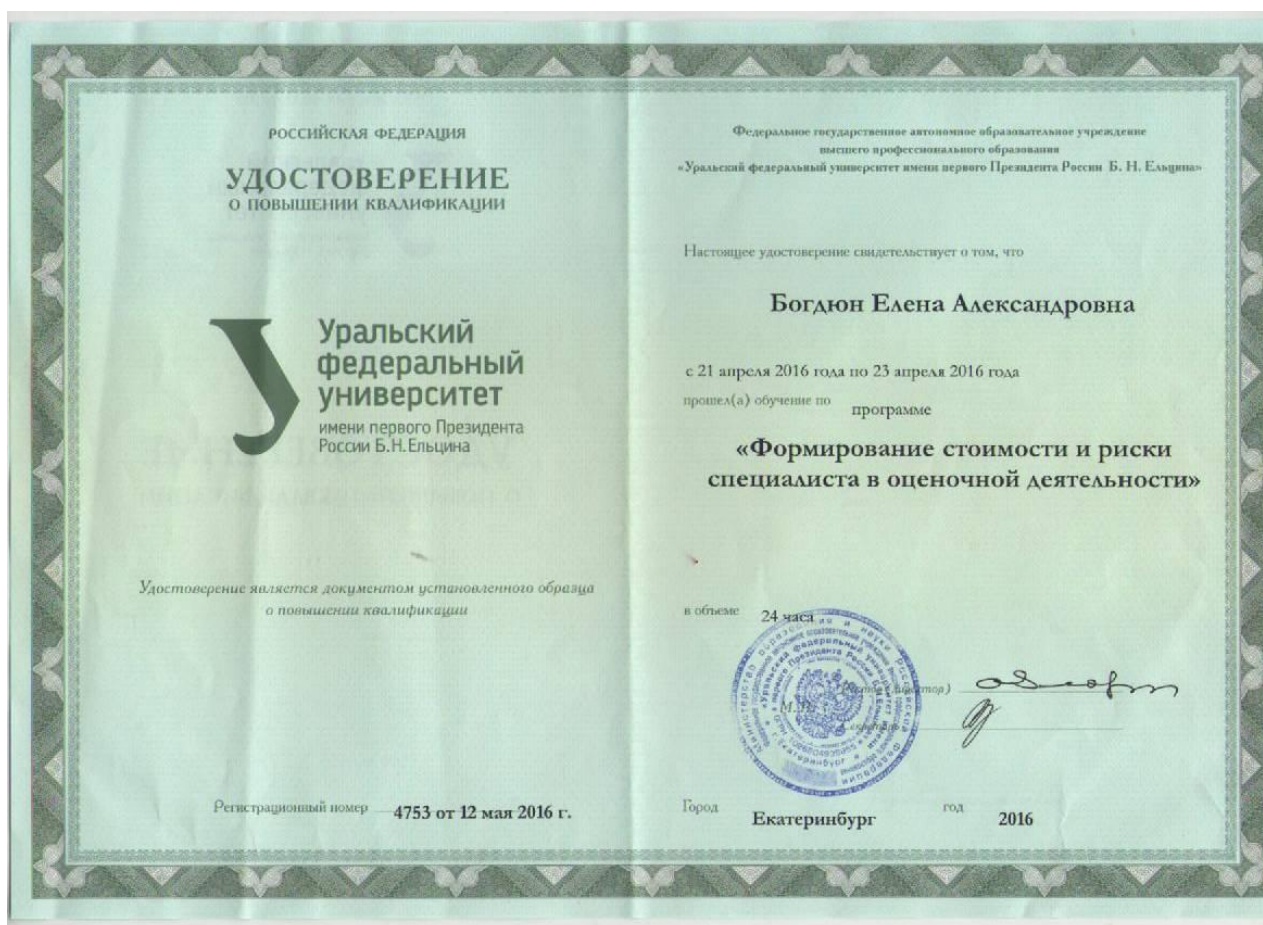 РОССИЙСКАЯ ФЕДЕРАЦИЯ
УДОСТОВЕРЕНИЕ
О ПОВЫШЕНИИ КВАЛИФИКАЦИИ
Уральский
федеральный
университет
имени первого Президента
России Б.Н.Ельцина
Удостоверение является документом установленного образца
о повышении квалификации
Регистрационный номер 4753 от 12 мая 2016 г.
Федеральное государственное автономное образовательное учреждение
высшего профессионального образования
«Уральский федеральный университет имени первого Президента России Б. Н. Ельцина»
Настоящее удостоверение свидетельствует о том, что
Богдюн Елена Александровна
с 21 апреля 2016 года по 23 апреля 2016 года
прошел(а) обучение по программе
«Формирование стоимости и риски
специалиста в оценочной деятельности»
в объеме 24 часа
М.П.
Город Екатеринбург год 2016